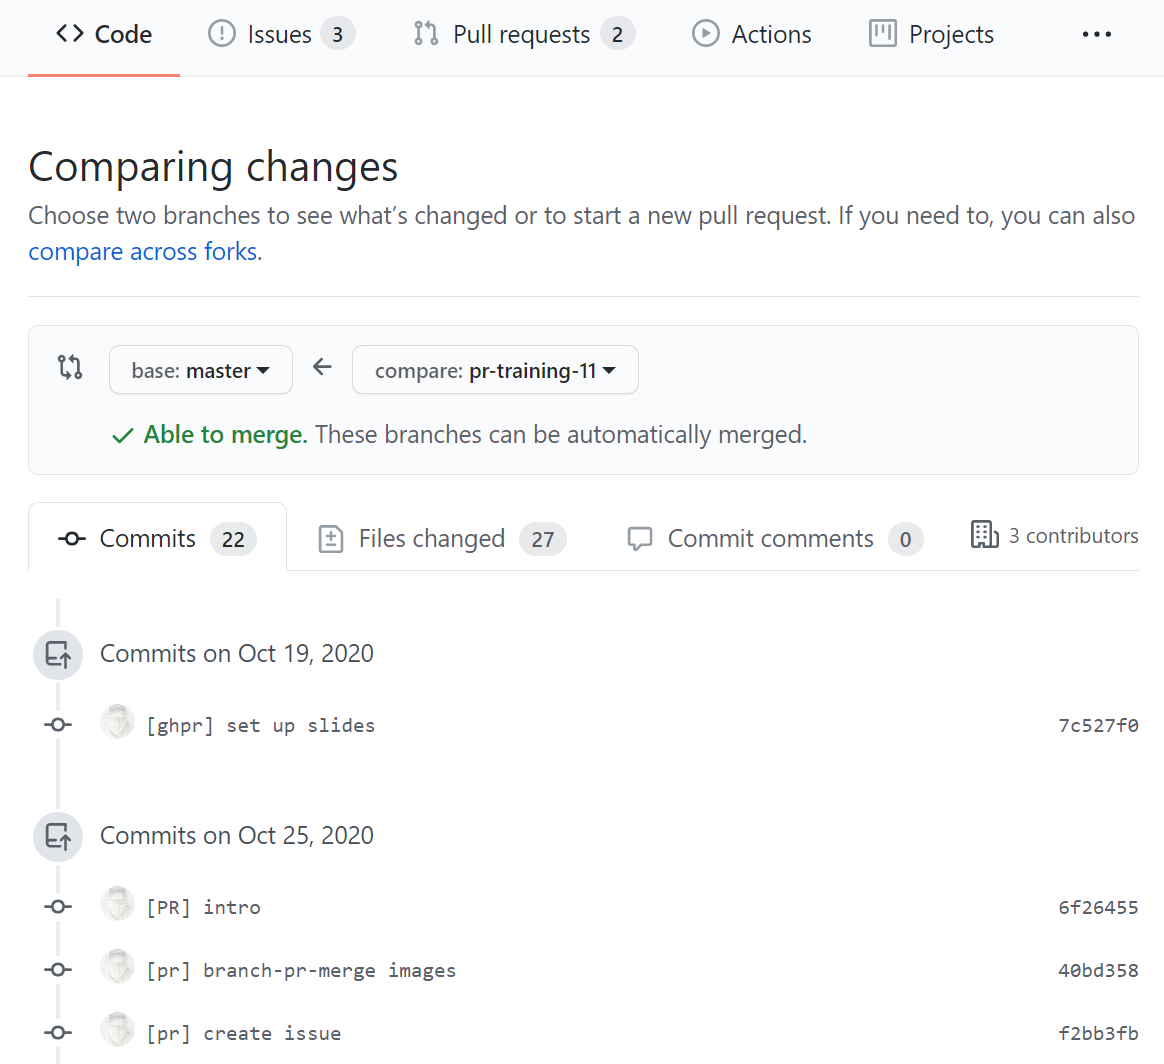 Code Issues 3 Pull requests 2 Actions Projects
Comparing changes
Choose two branches to see what’s changed or to start a new pull request. If you need to, you can also
compare across forks.
base: master compare: pr-training-11
Able to merge. These branches can be automatically merged.
Commits 22 Files changed 27 Commit comments 0 3 contributors
Commits on Oct 19, 2020
[ghpr] set up slides 7c527f0
Commits on Oct 25, 2020
[PR] intro 6f26455
[pr] branch-pr-merge images 40bd358
[pr] create issue f2bb3fb